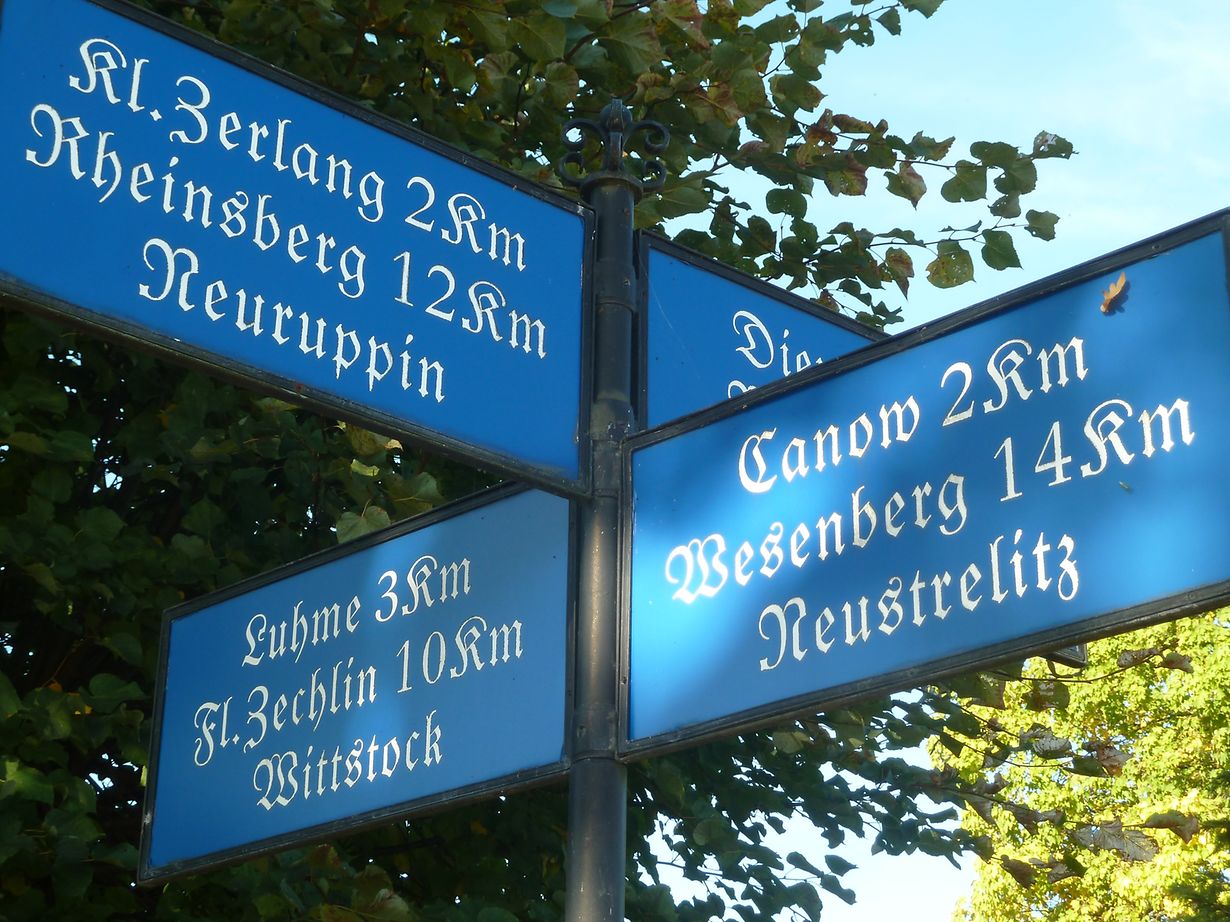 Kl. Zerlang 2Km
Rheinsberg 12Km
Neuruppin
Canow 2Km
Wesenberg 14Km
Neustrelitz
Luhme 3Km
Fl. Zechlin 10Km
Wittstock